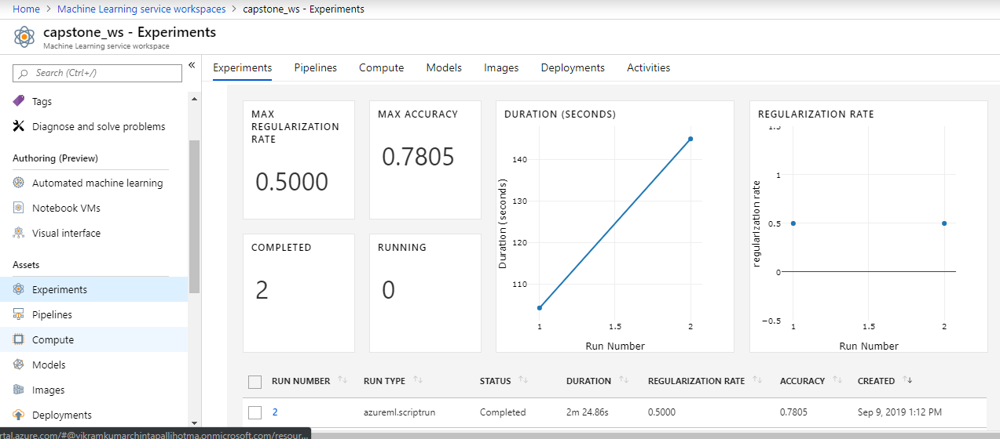 Home > Machine Learning service workspaces > capstone_ws - Experiments
capstone_ws - Experiments
Machine Learning service workspace
«
Search (Ctrl+/)
Tags
Diagnose and solve problems
Authoring (Preview)
Automated machine learning
Notebook VMs
Visual interface
Assets
Experiments
Pipelines
Compute
Models
Images
Deployments
Experiments Pipelines Compute Models Images Deployments Activities
MAX
REGULARIZATION
RATE
0.5000
MAX ACCURACY
0.7805
COMPLETED
2
RUNNING
0
DURATION (SECONDS)
Duration (seconds)
140
130
120
110
1 1.5 2
Run Number
REGULARIZATION RATE
regularization rate
1.5
1
0.5
0
−0.5
1 1.5 2
Run Number
RUN NUMBER RUN TYPE STATUS DURATION REGULARIZATION RATE ACCURACY CREATED
2 azureml.scriptrun Completed 2m 24.86s 0.5000 0.7805 Sep 9, 2019 1:12 PM
rtal.azure.com/#@vikramkumarchintapallihotma.onmicrosoft.com/resour...